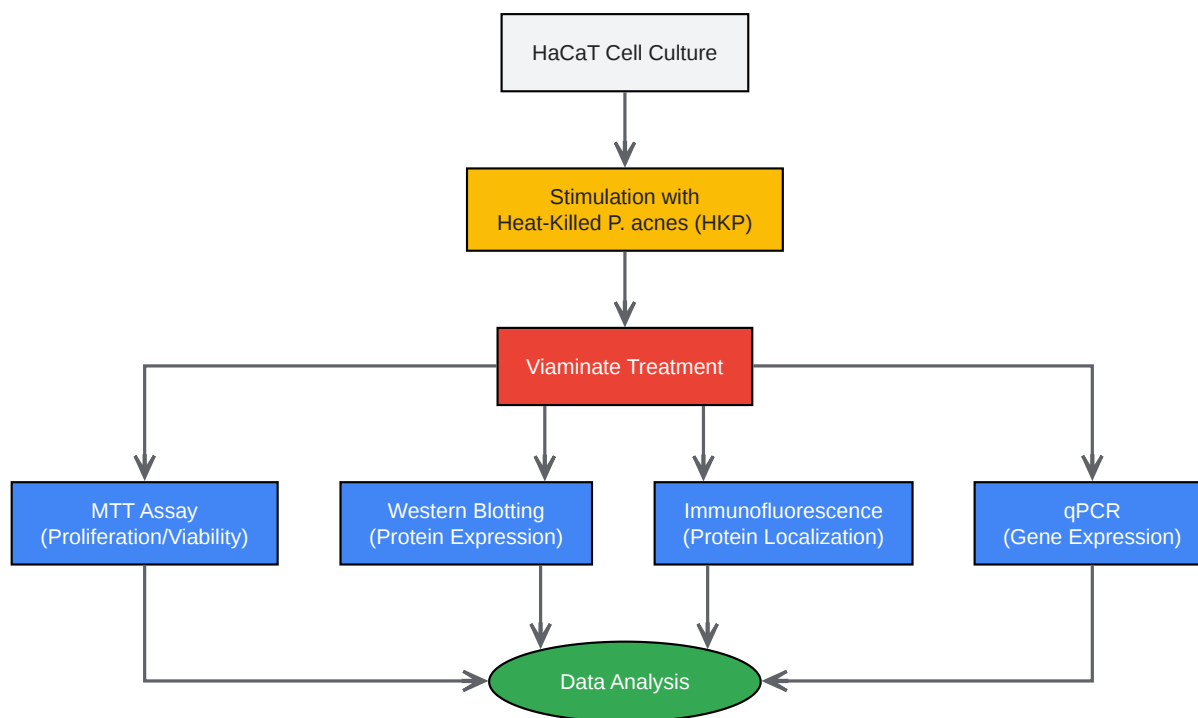 HaCaT Cell Culture
Stimulation with
Heat-Killed P. acnes (HKP)
Viaminate Treatment
MTT Assay
(Proliferation/Viability)
Western Blotting
(Protein Expression)
Immunofluorescence
(Protein Localization)
qPCR
(Gene Expression)
Data Analysis